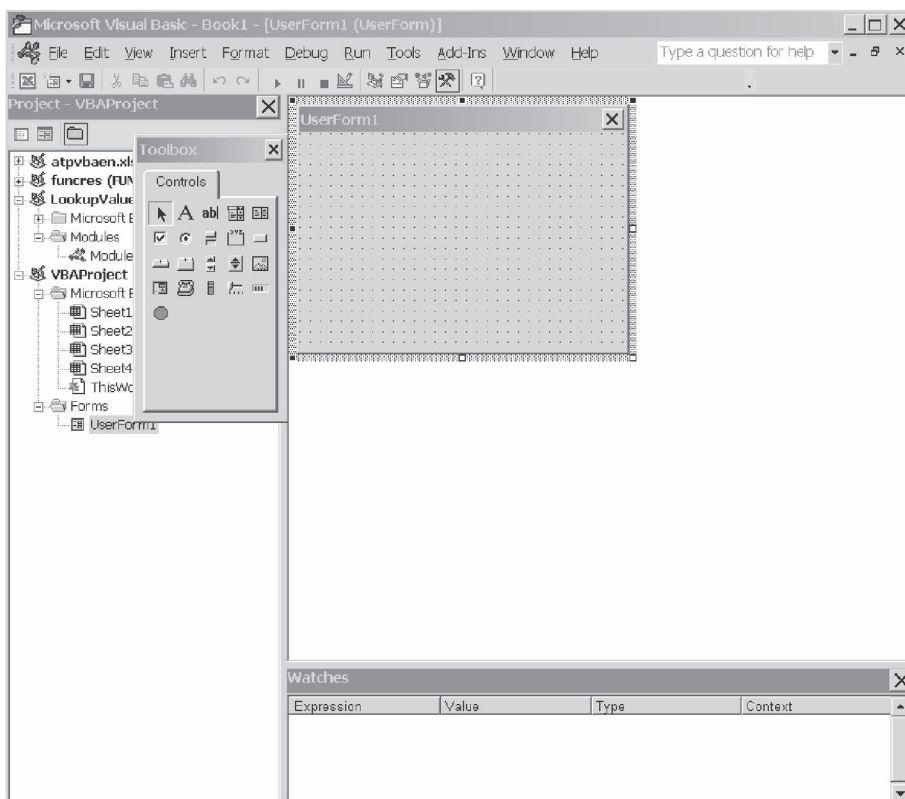 Microsoft Visual Basic - Book1 - [UserForm1 (UserForm)]
File Edit View Insert Format Debug Run Tools Add-Ins Window Help
Type a question for help
Project - VBAProject
UserForm1
Toolbox
Controls
A ab
xyz
atpvbaen.xls
funcres (FUN
LookupValue
Microsoft E
Modules
Module
VBAProject
Microsoft E
Sheet1
Sheet2
Sheet3
Sheet4
ThisWo
Forms
UserForm1
Watches
Expression Value Type Context